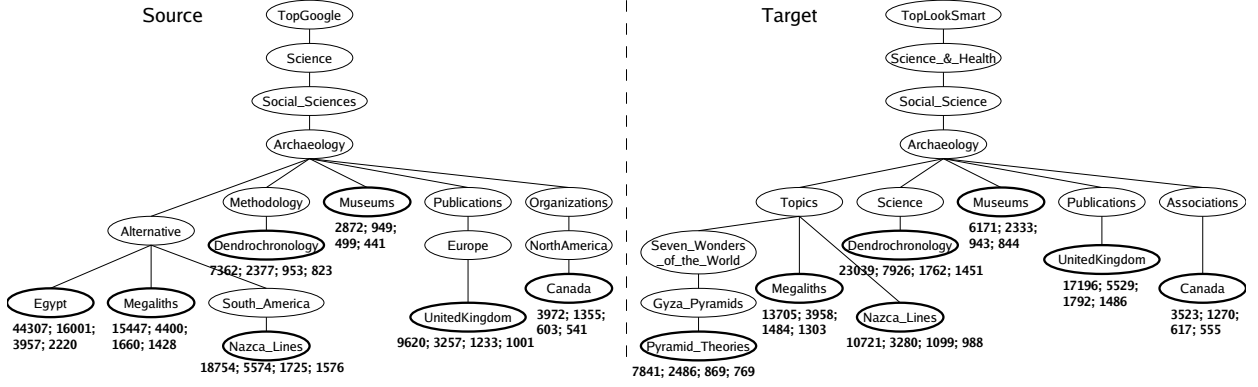 Source
TopGoogle
Science
Social_Sciences
Archaeology
Methodology
Museums
2872; 949;
499; 441
Publications
Organizations
Alternative
Dendrochronology
7362; 2377; 953; 823
Europe
NorthAmerica
Egypt
44307; 16001;
3957; 2220
Megaliths
15447; 4400;
1660; 1428
South_America
Nazca_Lines
18754; 5574; 1725; 1576
UnitedKingdom
9620; 3257; 1233; 1001
Canada
3972; 1355;
603; 541
Target
TopLookSmart
Science_&_Health
Social_Science
Archaeology
Topics
Science
Museums
6171; 2333;
943; 844
Publications
Associations
Seven_Wonders
_of_the_World
Dendrochronology
23039; 7926; 1762; 1451
UnitedKingdom
17196; 5529;
1792; 1486
Gyza_Pyramids
Megaliths
13705; 3958;
1484; 1303
Canada
3523; 1270;
617; 555
Nazca_Lines
10721; 3280; 1099; 988
Pyramid_Theories
7841; 2486; 869; 769